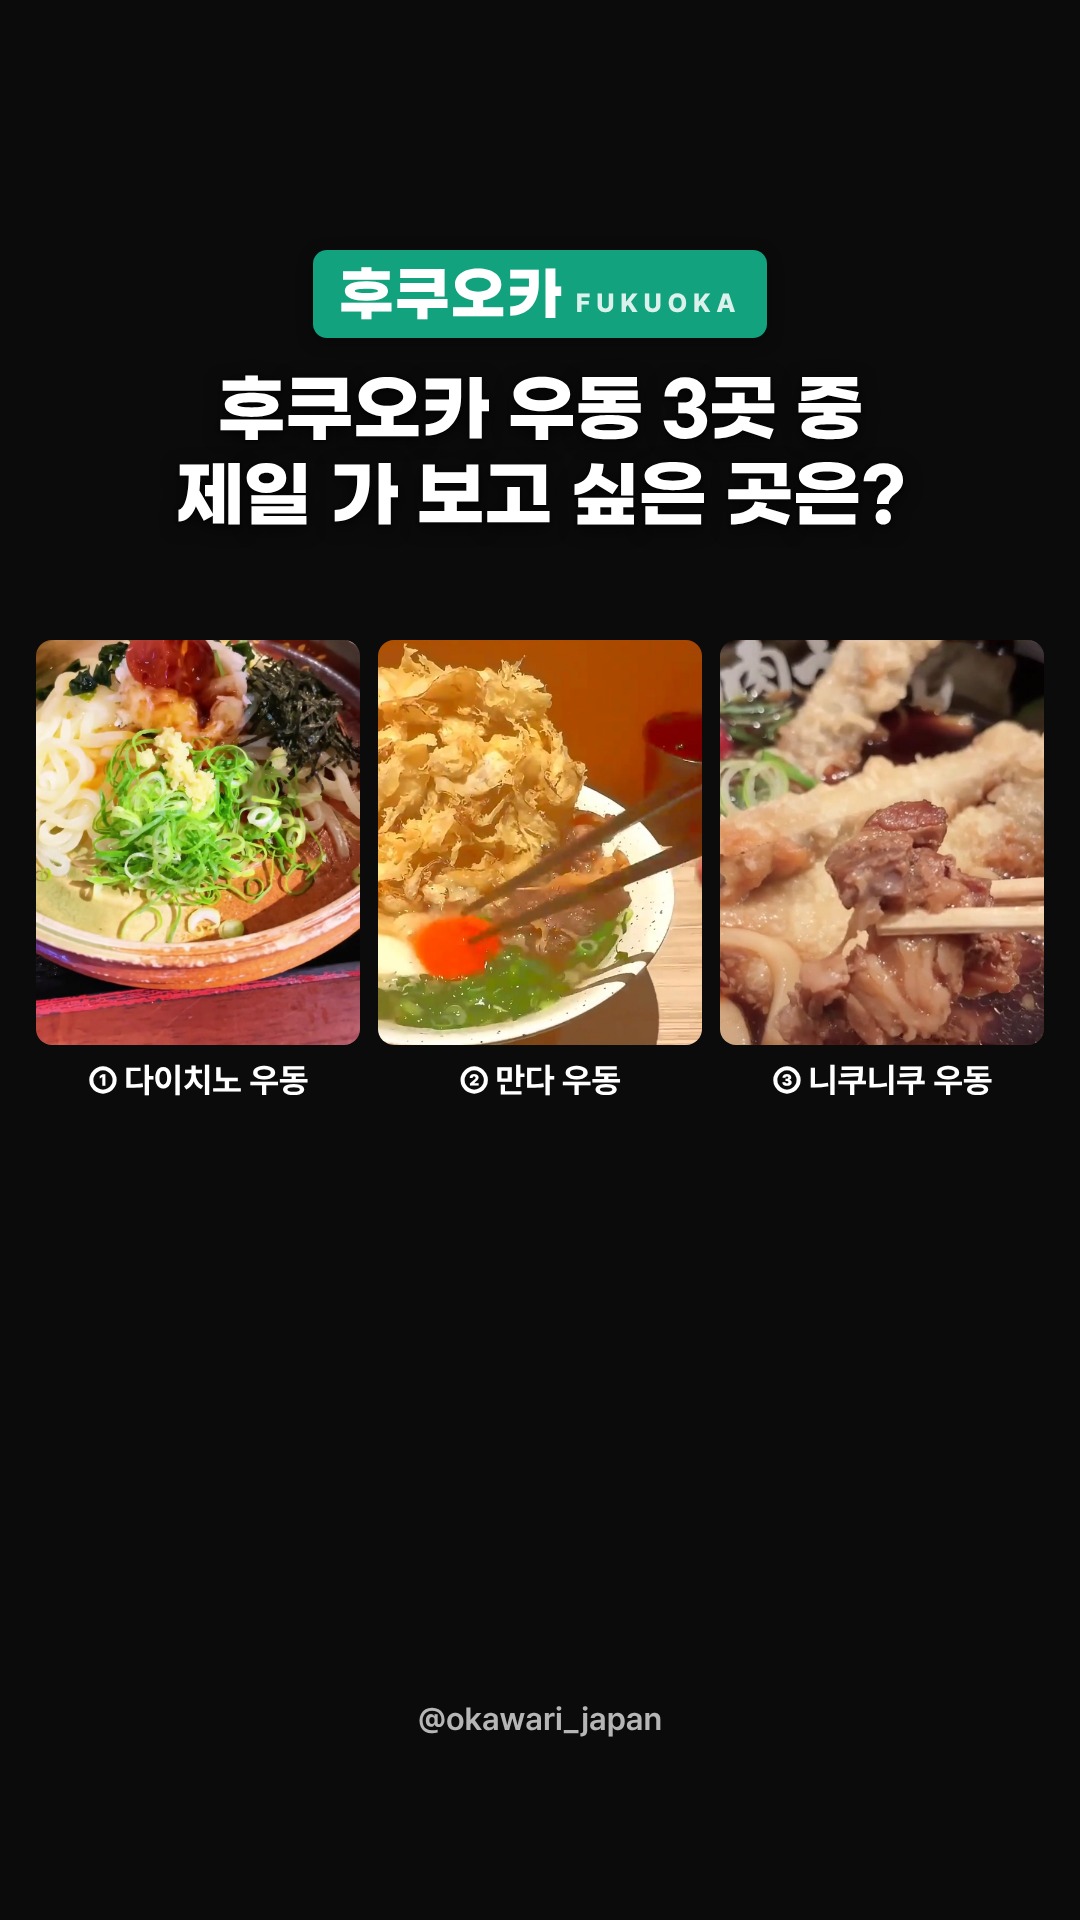 후쿠오카 FUKUOKA
후쿠오카 우동 3곳 중
제일 가 보고 싶은 곳은?
肉
① 다이치노 우동
② 만다 우동
③ 니쿠니쿠 우동
@okawari_japan